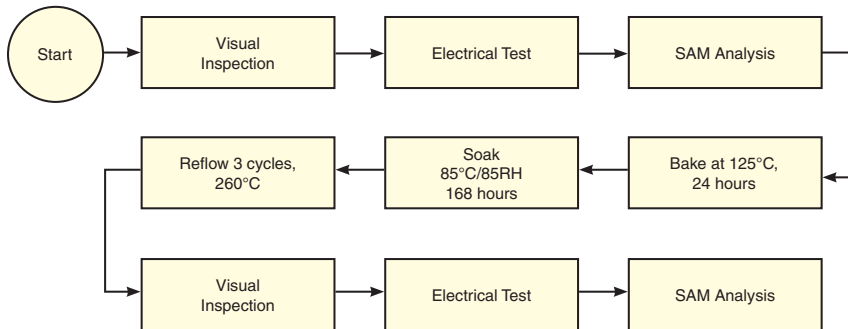 Start
Visual
Inspection
Electrical Test
SAM Analysis
Reflow 3 cycles,
260°C
Soak
85°C/85RH
168 hours
Bake at 125°C,
24 hours
Visual
Inspection
Electrical Test
SAM Analysis